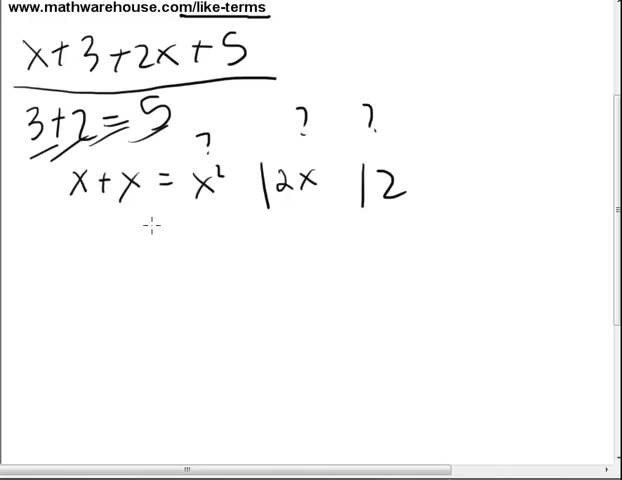 www.mathwarehouse.com/like-terms
x+3+2x+5
3+2=5
? ? ?
x+x = x² |2x |2